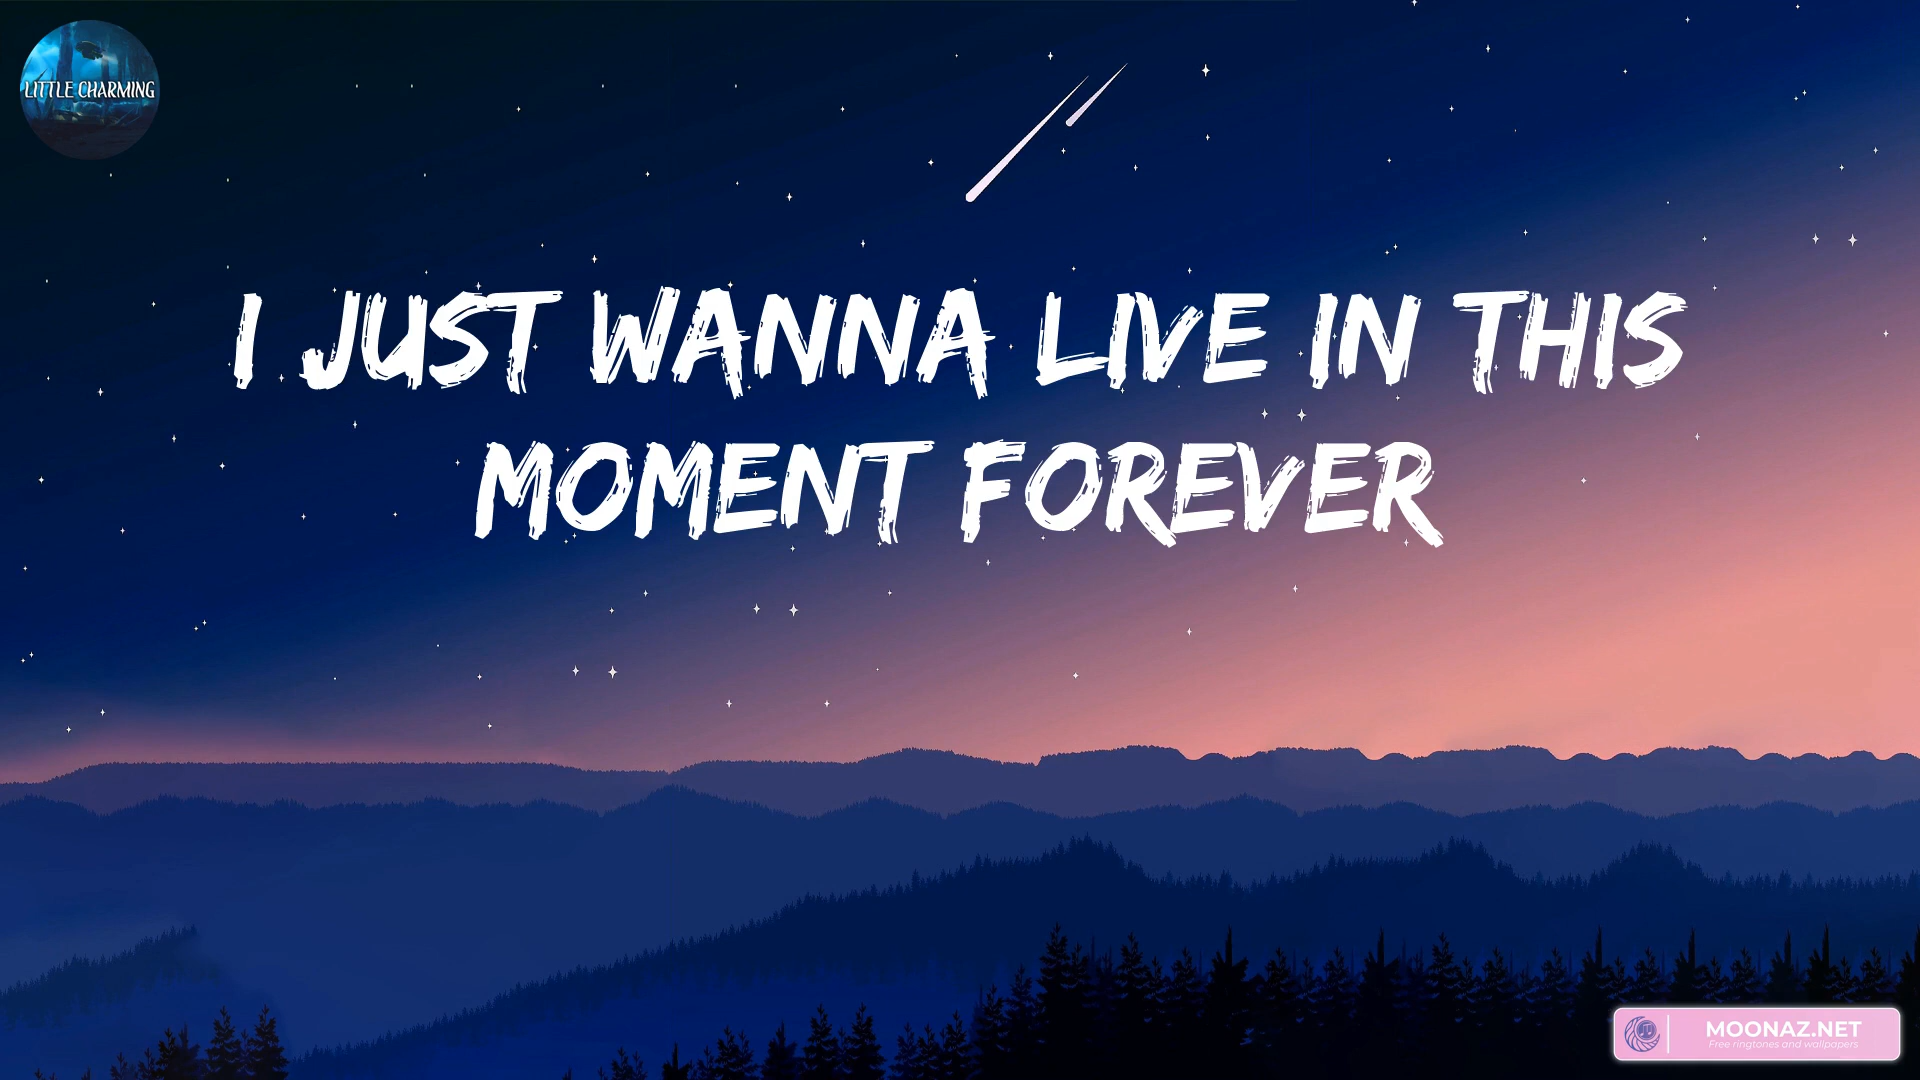 LITTLE CHARMING
I JUST WANNA LIVE IN THIS
MOMENT FOREVER
MOONAZ.NET
Free ringtones and wallpapers